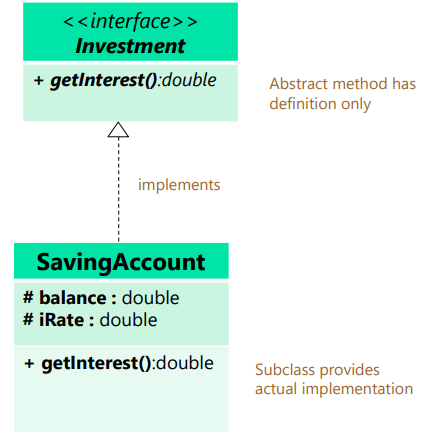 <<interface>>
Investment
+ getInterest():double
Abstract method has
definition only
implements
SavingAccount
# balance : double
# iRate : double
+ getInterest():double
Subclass provides
actual implementation